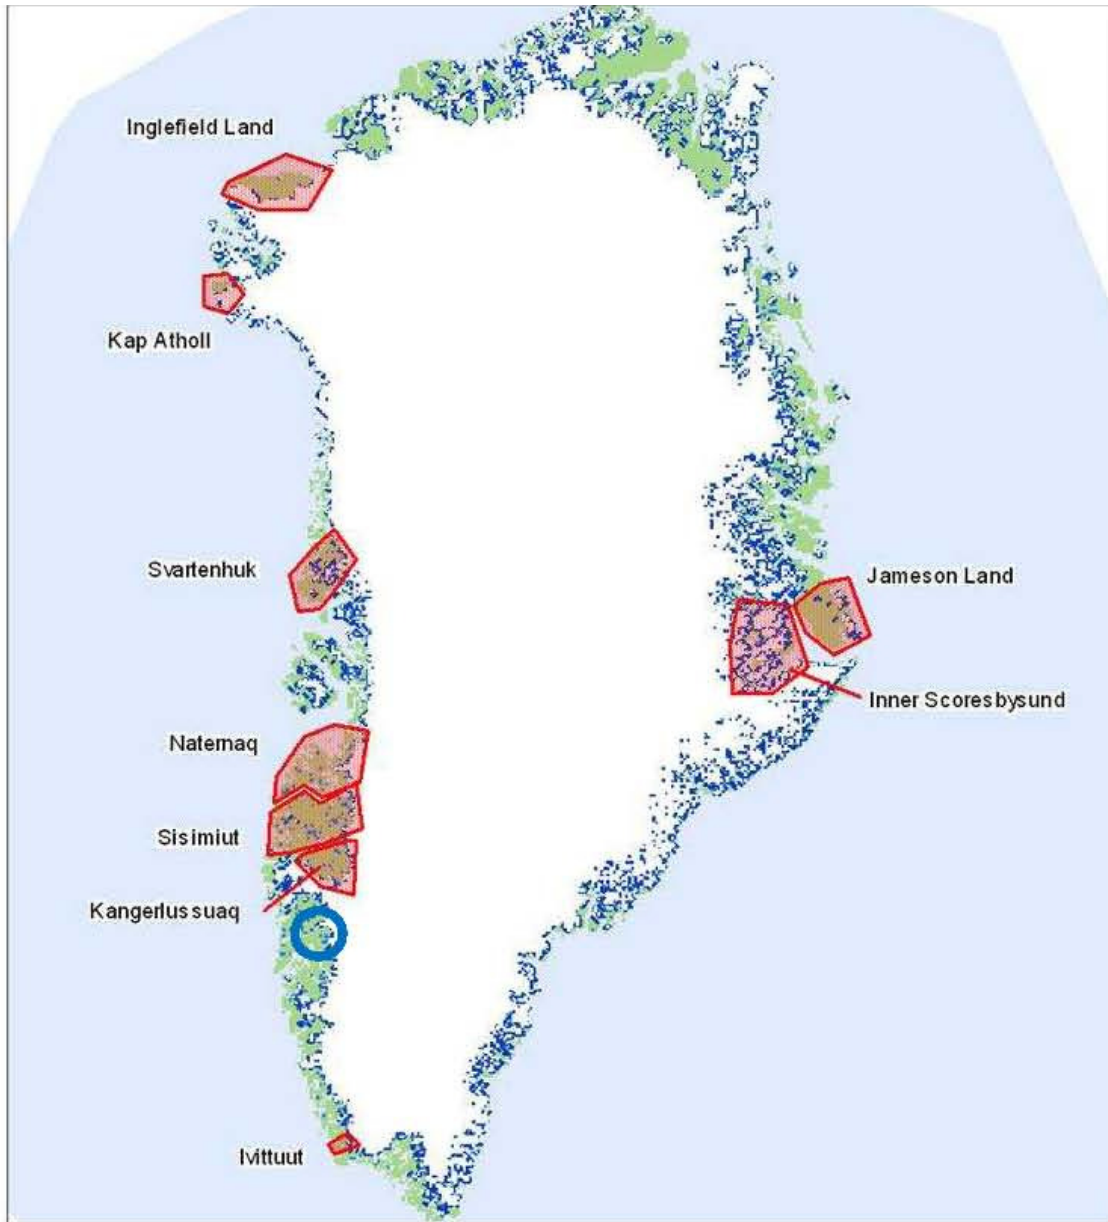 Inglefield Land
Kap Atholl
Svartenhuk
Jameson Land
Inner Scoresbysund
Naternaq
Sisimiut
Kangerlussuaq
Ivittuut